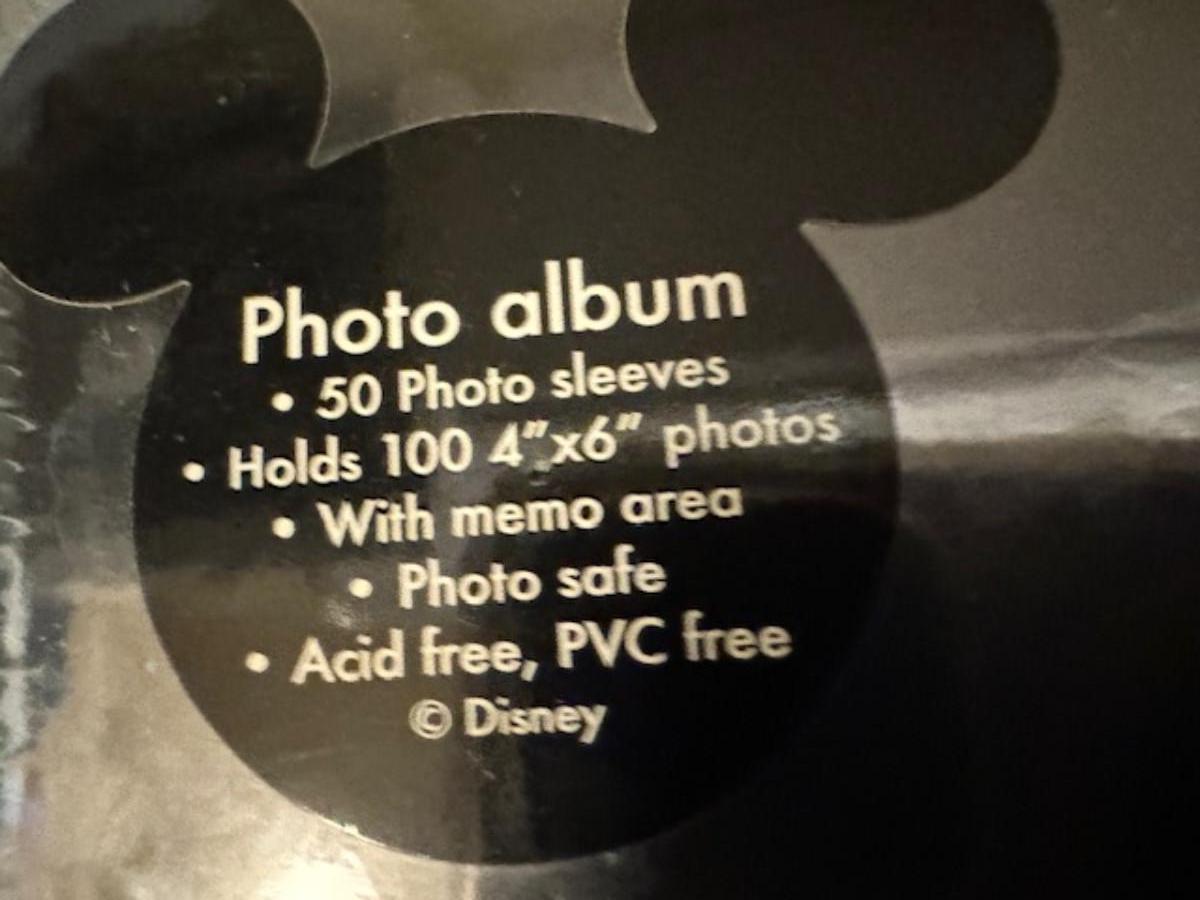 Photo album
• 50 Photo sleeves
• Holds 100 4”x6” photos
• With memo area
• Photo safe
• Acid free, PVC free
© Disney